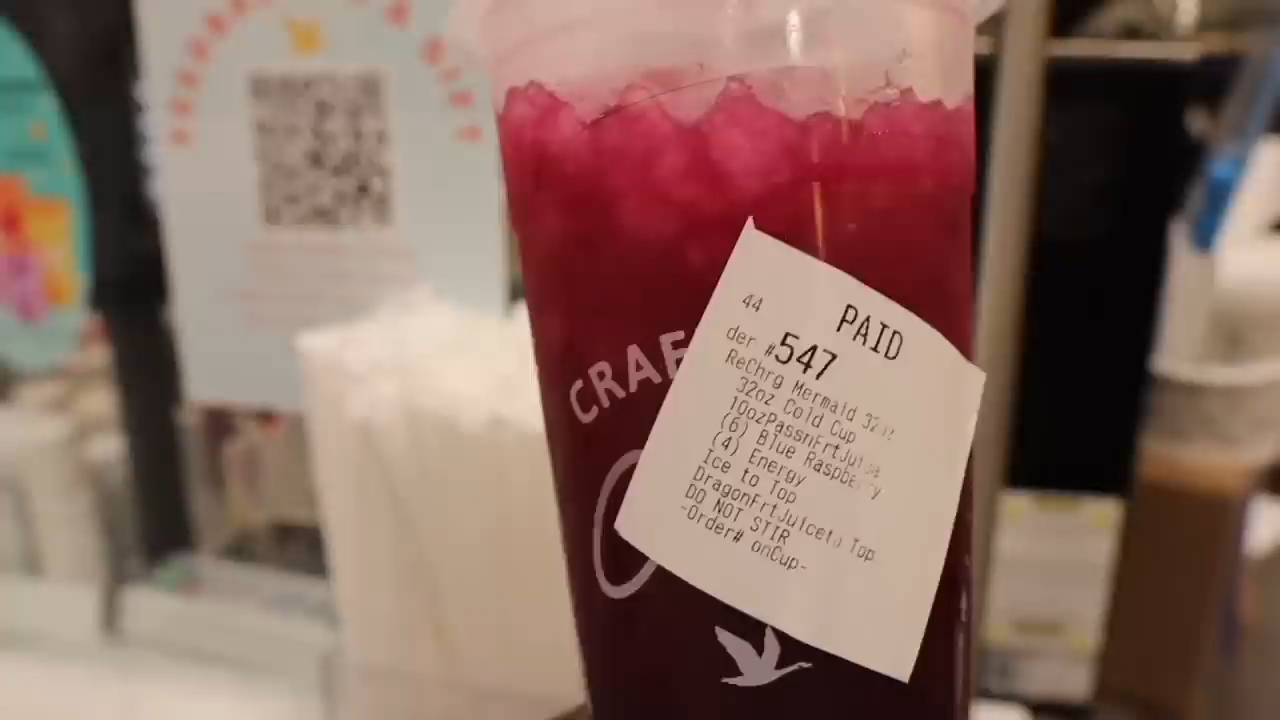 44
PAID
der #547
ReChrg Mermaid 32oz
32oz Cold Cup
10ozPassnFrtJuice
(6) Blue Raspberry
(4) Energy
Ice to Top
DragonFrtJuiceto Top
DO NOT STIR
-Order# onCup-
CRAF